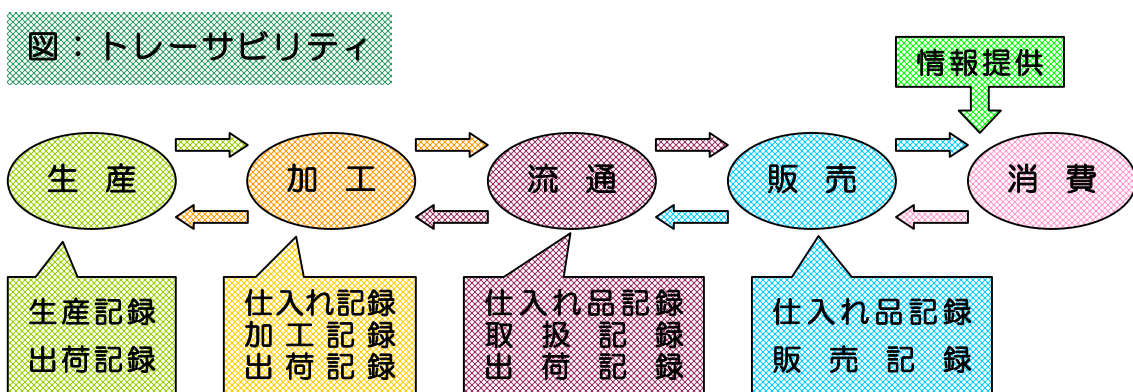 図：トレーサビリティ
情報提供
生産
加工
流通
販売
消費
生産記録
出荷記録
仕入れ記録
加工記録
出荷記録
仕入れ品記録
取扱記録
出荷記録
仕入れ品記録
販売記録